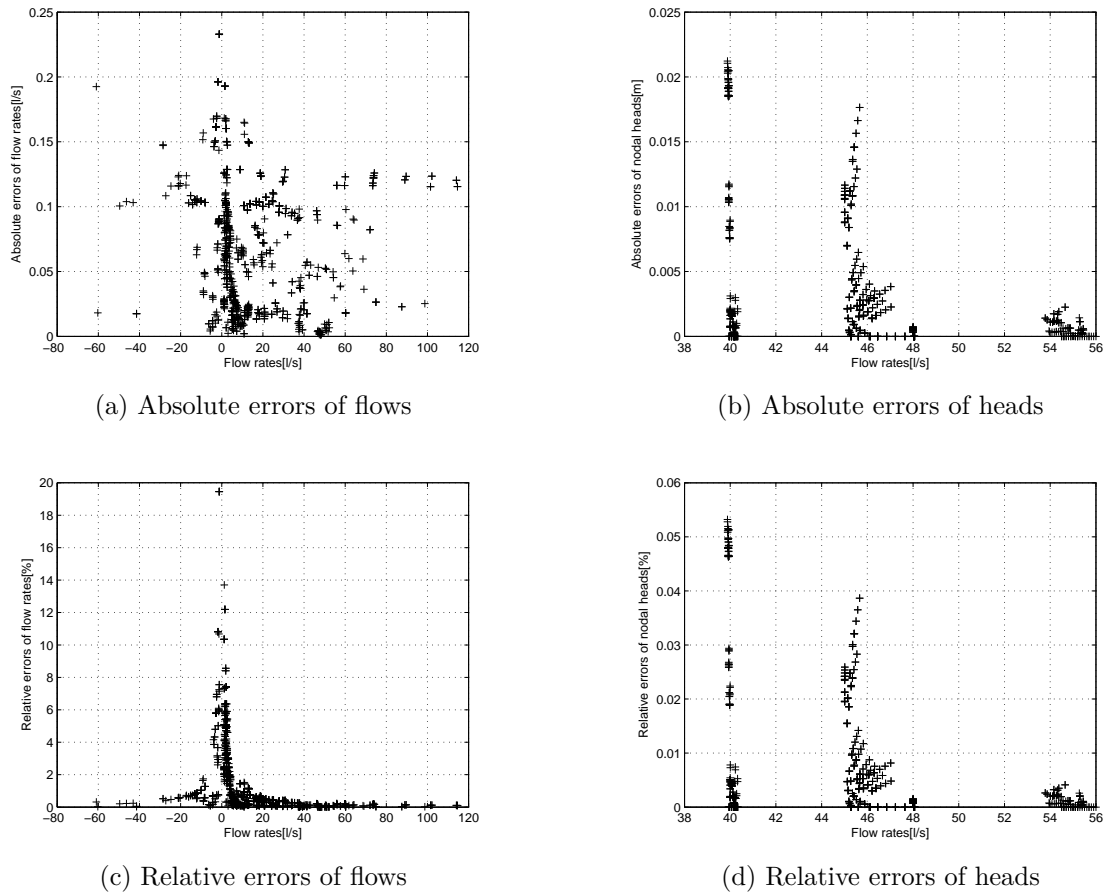 0.25
0.2
0.15
0.1
0.05
0
−80 −60 −40 −20 0 20 40 60 80 100 120
Flow rates[l/s]
Absolute errors of flow rates[l/s]
(a) Absolute errors of flows
0.025
0.02
0.015
0.01
0.005
0
38 40 42 44 46 48 50 52 54 56
Flow rates[l/s]
Absolute errors of nodal heads[m]
(b) Absolute errors of heads
20
18
16
14
12
10
8
6
4
2
0
−80 −60 −40 −20 0 20 40 60 80 100 120
Flow rates[l/s]
Relative errors of flow rates[%]
(c) Relative errors of flows
0.06
0.05
0.04
0.03
0.02
0.01
0
38 40 42 44 46 48 50 52 54 56
Flow rates[l/s]
Relative errors of nodal heads[%]
(d) Relative errors of heads